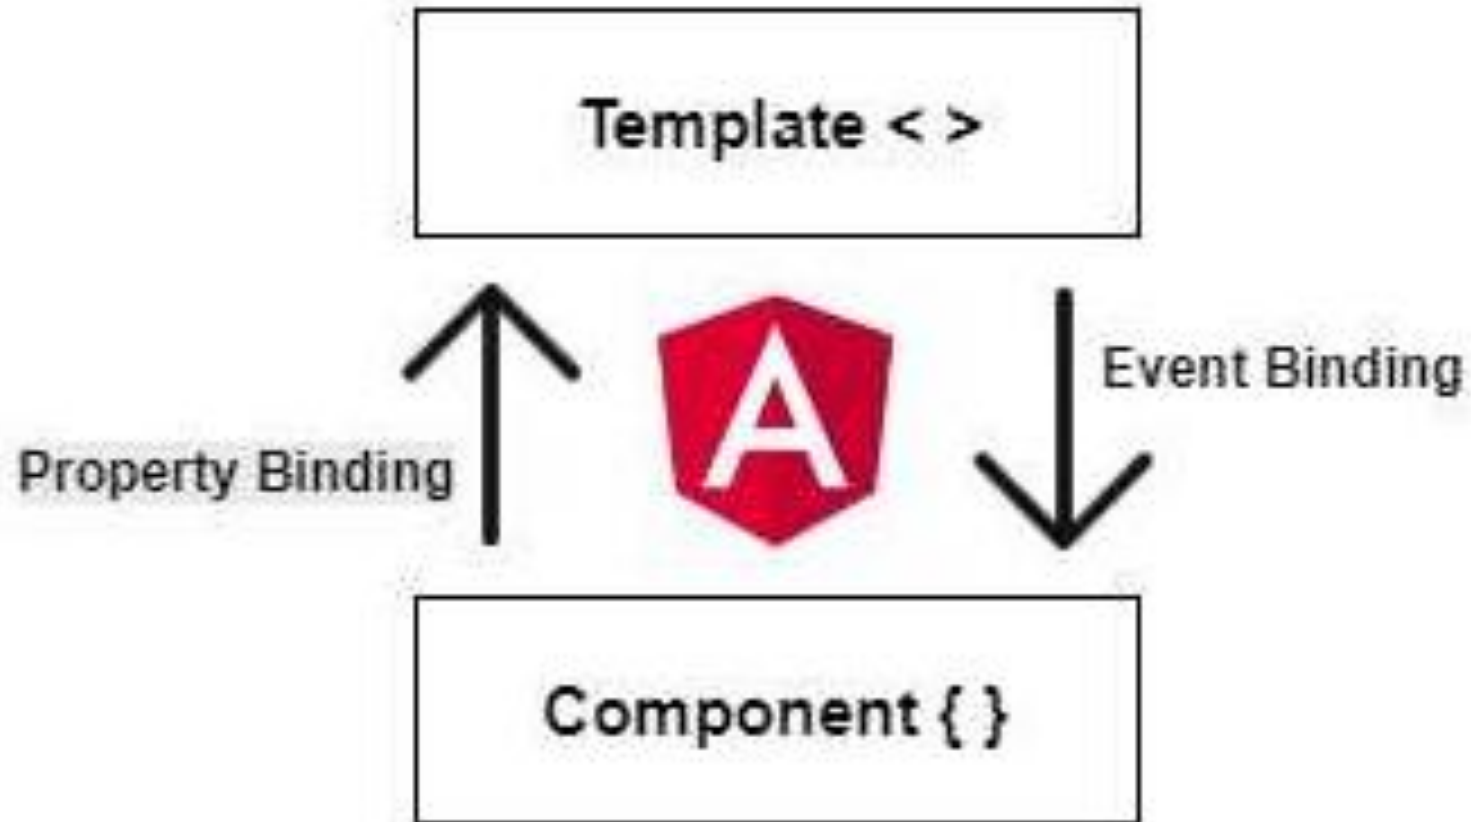 Template < >
Event Binding
Property Binding
Component { }